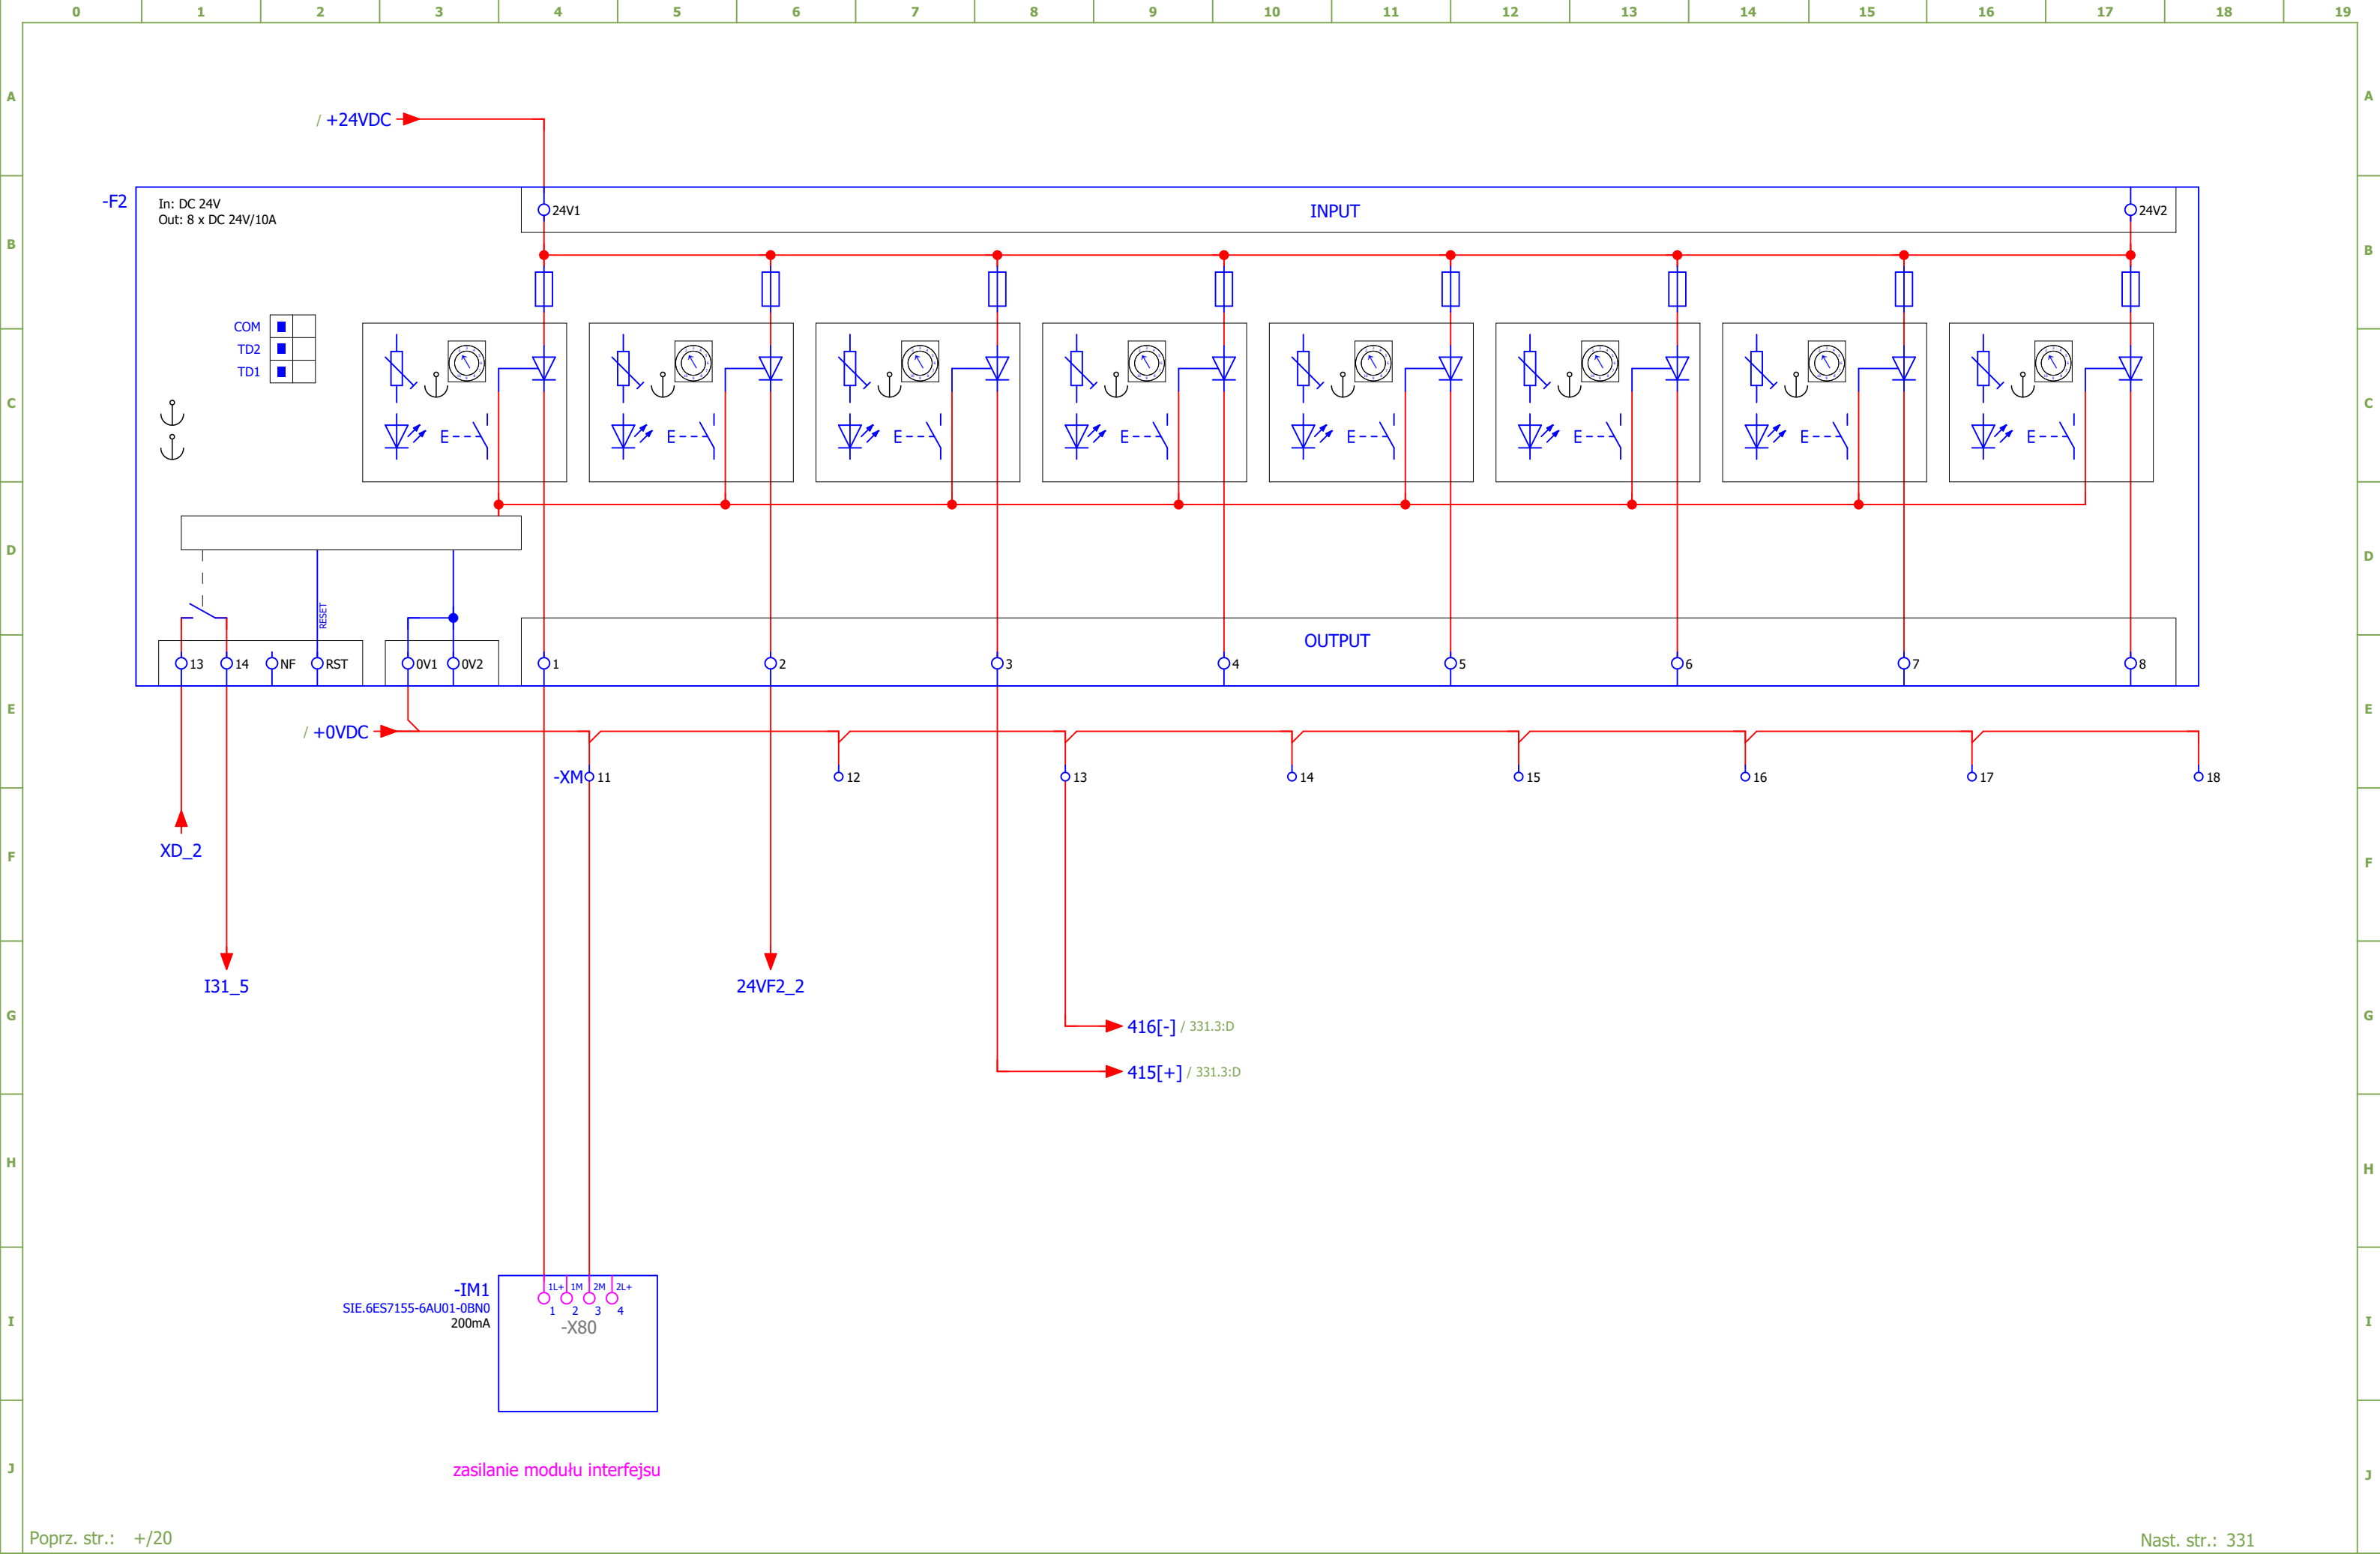 0 1 2 3 4 5 6 7 8 9 10 11 12 13 14 15 16 17 18 19
A A
/ +24VDC
-F2
In: DC 24V
Out: 8 x DC 24V/10A
24V1 INPUT 24V2
B B
COM
TD2
TD1
C C
E E E E E E E E
D D
RESET
OUTPUT
13 14 NF RST 0V1 0V2 1 2 3 4 5 6 7 8
E E
/ +0VDC
-XM 11 12 13 14 15 16 17 18
XD_2
F F
I31_5 24VF2_2
G G
416[-] / 331.3:D
415[+] / 331.3:D
H H
-IM1
SIE.6ES7155-6AU01-0BN0
200mA
1L+ 1M 2M 2L+
1 2 3 4
-X80
I I
zasilanie modułu interfejsu
J J
Poprz. str.: +/20
Nast. str.: 331